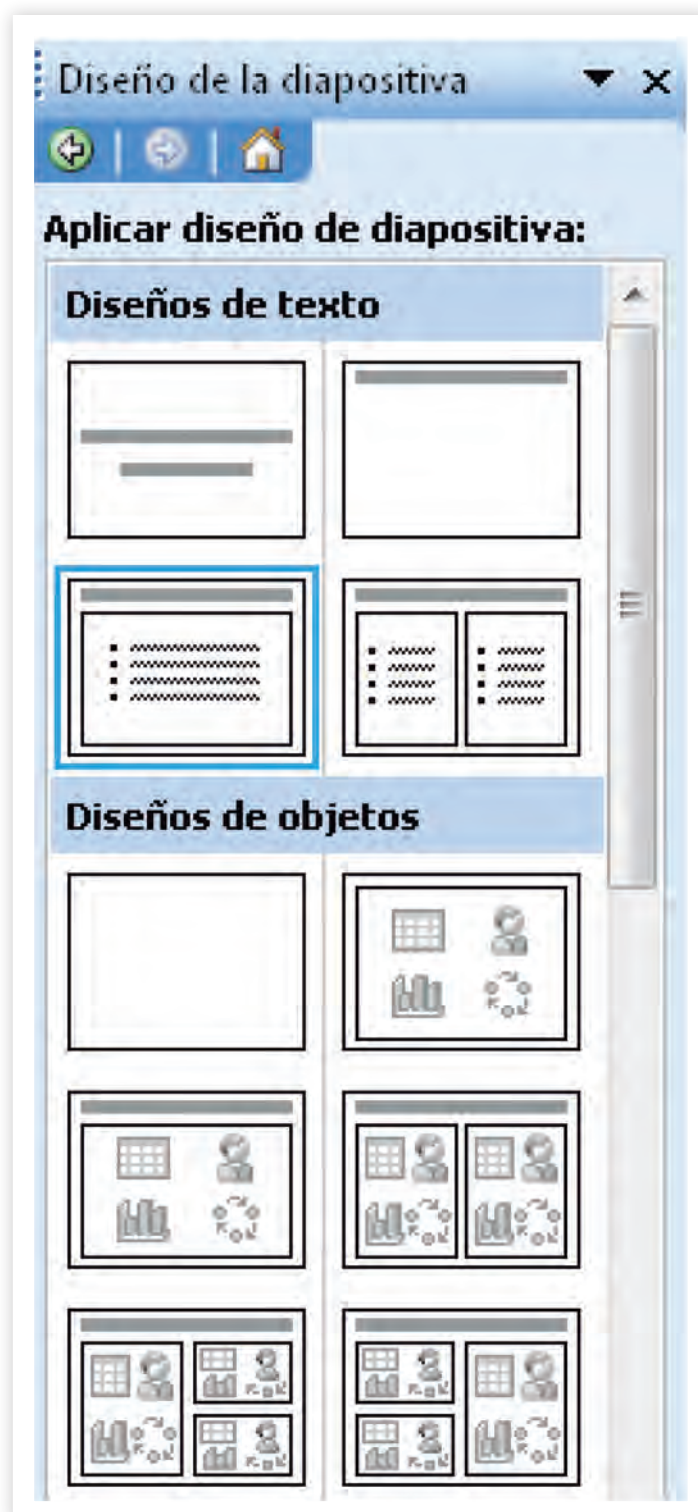 Diseño de la diapositiva
Aplicar diseño de diapositiva:
Diseños de texto
Diseños de objetos